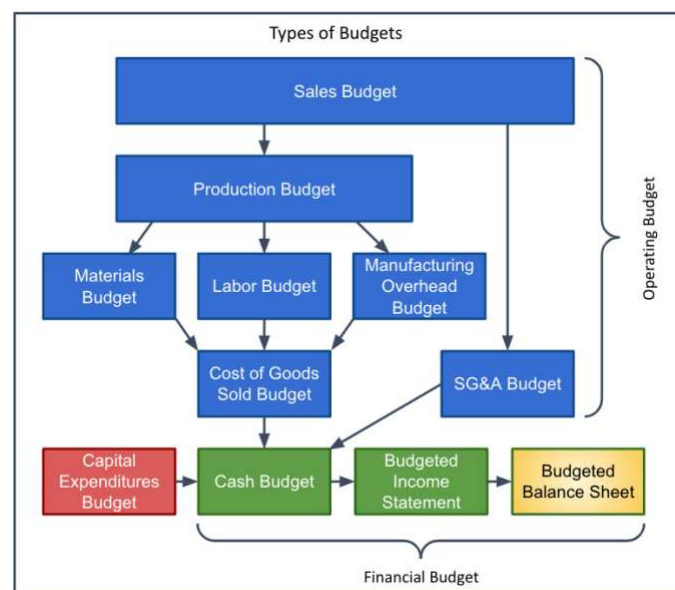 Types of Budgets
Sales Budget
Production Budget
Materials
Budget
Labor Budget
Manufacturing
Overhead
Budget
Cost of Goods
Sold Budget
SG&A Budget
Operating Budget
Capital
Expenditures
Budget
Cash Budget
Budgeted
Income
Statement
Budgeted
Balance Sheet
Financial Budget